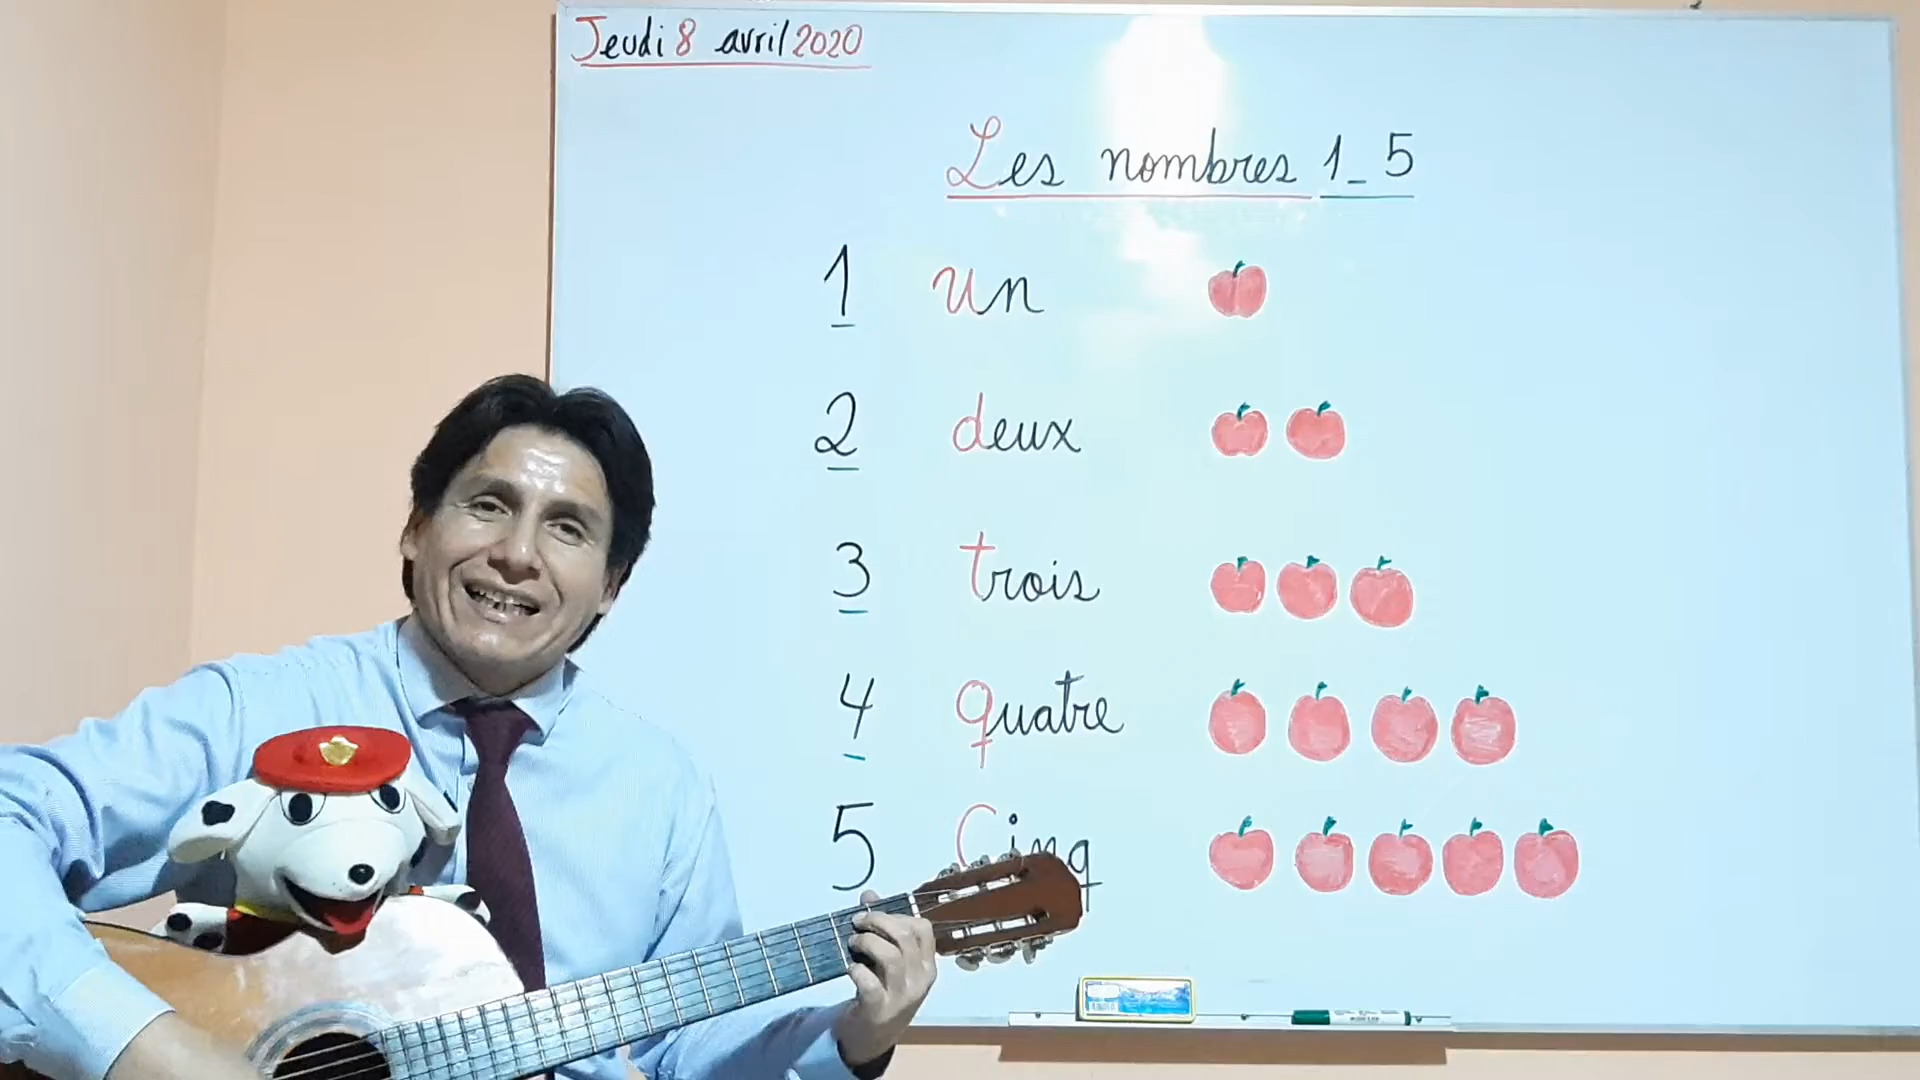 Jeudi 8 avril 2020
Les nombres 1_5
1 un
2 deux
3 trois
4 quatre
5 Cinq